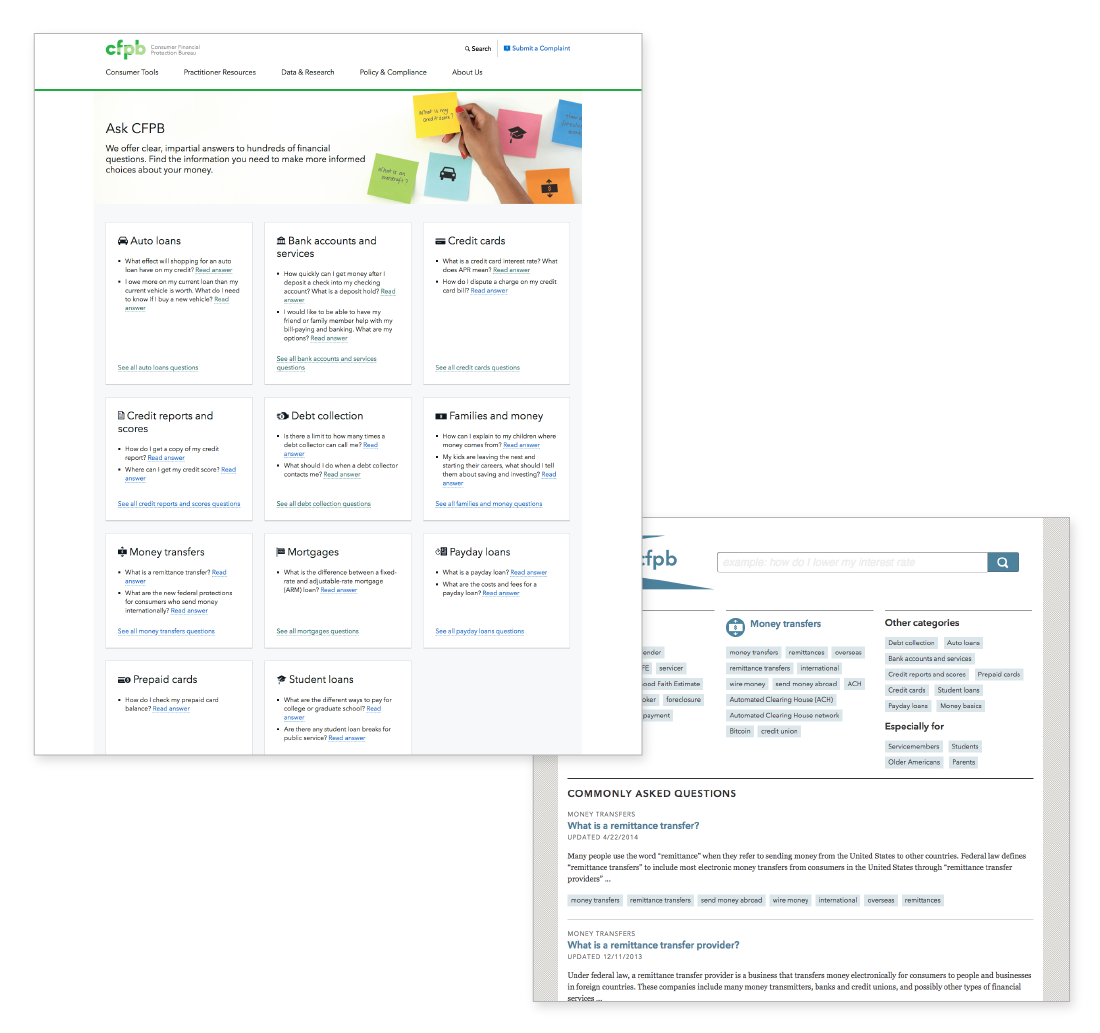 cfpb Consumer Financial
Protection Bureau
Search
Submit a Complaint
Consumer Tools
Practitioner Resources
Data & Research
Policy & Compliance
About Us
Ask CFPB
We offer clear, impartial answers to hundreds of financial
questions. Find the information you need to make more informed
choices about your money.
What is my
credit score?
What is an
overdraft?
Auto loans
What effect will shopping for an auto
loan have on my credit? Read answer
I owe more on my current loan than my
current vehicle is worth. What do I need
to know if I buy a new vehicle? Read
answer
See all auto loans questions
Bank accounts and
services
How quickly can I get money after I
deposit a check into my checking
account? What is a deposit hold? Read
answer
I would like to be able to have my
friend or family member help with my
bill-paying and banking. What are my
options? Read answer
See all bank accounts and services
questions
Credit cards
What is a credit card interest rate? What
does APR mean? Read answer
How do I dispute a charge on my credit
card bill? Read answer
See all credit cards questions
Credit reports and
scores
How do I get a copy of my credit
report? Read answer
Where can I get my credit score? Read
answer
See all credit reports and scores questions
Debt collection
Is there a limit to how many times a
debt collector can call me? Read
answer
What should I do when a debt collector
contacts me? Read answer
See all debt collection questions
Families and money
How can I explain to my children where
money comes from? Read answer
My kids are leaving the nest and
starting their careers, what should I tell
them about saving and investing? Read
answer
See all families and money questions
Money transfers
What is a remittance transfer? Read
answer
What are the new federal protections
for consumers who send money
internationally? Read answer
See all money transfers questions
Mortgages
What is the difference between a fixed-
rate and adjustable-rate mortgage
(ARM) loan? Read answer
See all mortgages questions
Payday loans
What is a payday loan? Read answer
What are the costs and fees for a
payday loan? Read answer
See all payday loans questions
Prepaid cards
How do I check my prepaid card
balance? Read answer
Student loans
What are the different ways to pay for
college or graduate school? Read
answer
Are there any student loan breaks for
public service? Read answer
cfpb
example: how do I lower my interest rate
ender
FE servicer
ood Faith Estimate
oker foreclosure
payment
Money transfers
money transfers remittances overseas
remittance transfers international
wire money send money abroad ACH
Automated Clearing House (ACH)
Automated Clearing House network
Bitcoin credit union
Other categories
Debt collection Auto loans
Bank accounts and services
Credit reports and scores Prepaid cards
Credit cards Student loans
Payday loans Money basics
Especially for
Servicemembers Students
Older Americans Parents
COMMONLY ASKED QUESTIONS
MONEY TRANSFERS
What is a remittance transfer?
UPDATED 4/22/2014
Many people use the word "remittance" when they refer to sending money from the United States to other countries. Federal law defines
"remittance transfers" to include most electronic money transfers from consumers in the United States through "remittance transfer
providers" ...
money transfers remittance transfers send money abroad wire money international overseas remittances
MONEY TRANSFERS
What is a remittance transfer provider?
UPDATED 12/11/2013
Under federal law, a remittance transfer provider is a business that transfers money electronically for consumers to people and businesses
in foreign countries. These companies include many money transmitters, banks and credit unions, and possibly other types of financial
services ...